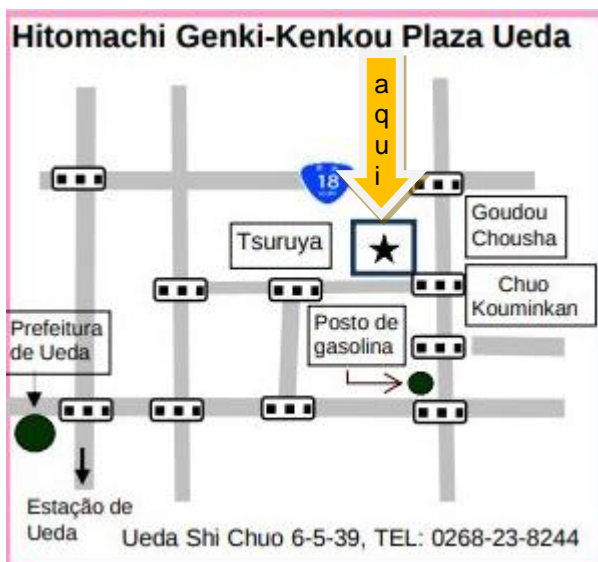 Hitomachi Genki-Kenkou Plaza Ueda
a
q
u
i
18
Goudou
Chousha
Tsuruya
Chuo
Kouminkan
Prefeitura
de Ueda
Posto de
gasolina
Estação de
Ueda
Ueda Shi Chuo 6-5-39, TEL: 0268-23-8244